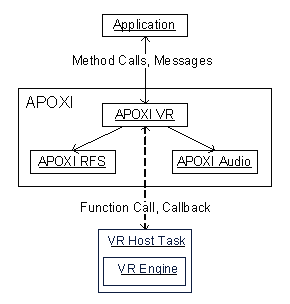 Application
Method Calls, Messages
APOXI
APOXI VR
APOXI RFS
APOXI Audio
Function Call, Callback
VR Host Task
VR Engine